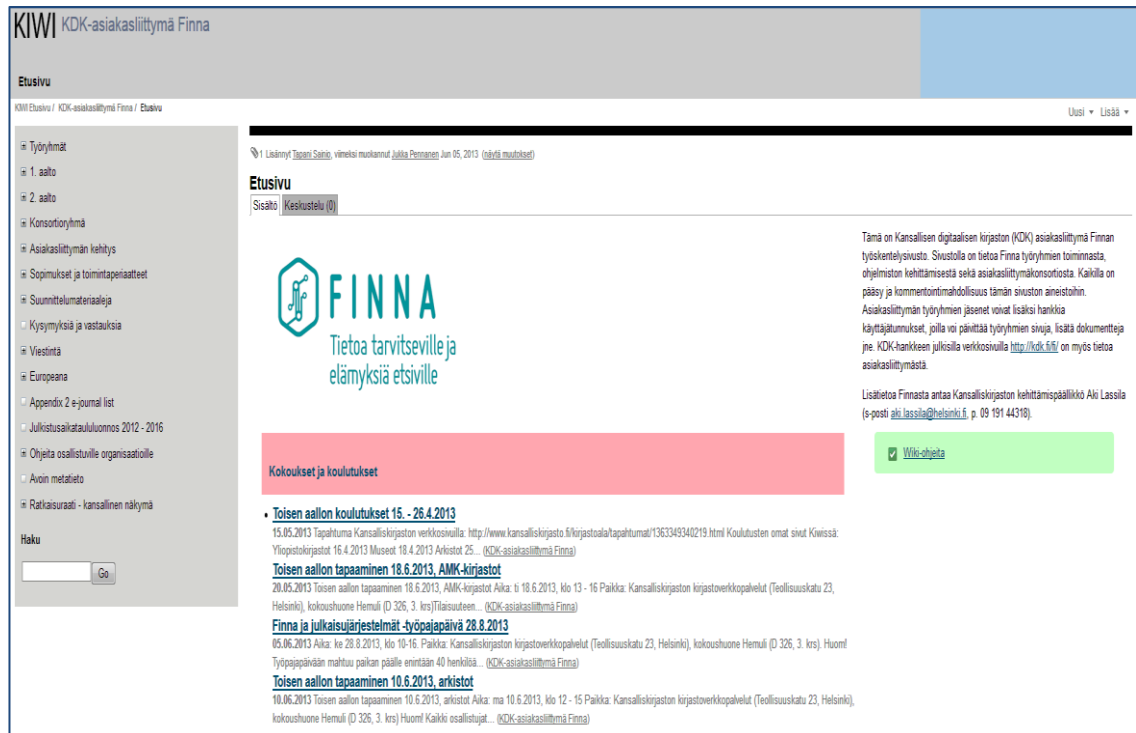 KIWI KDK-asiakasliittymä Finna
Etusivu
KIWI Etusivu / KDK-asiakasliittymä Finna / Etusivu
Uusi Lisää
Työryhmät
1. aalto
2. aalto
Konsortioryhmä
Asiakasliittymän kehitys
Sopimukset ja toimintaperiaatteet
Suunnittelumateriaaleja
Kysymyksiä ja vastauksia
Viestintä
Europeana
Appendix 2 e-journal list
Julkistusaikataululuonnos 2012 - 2016
Ohjeita osallistuville organisaatioille
Avoin metatieto
Ratkaisuraati - kansallinen näkymä
Haku
Go
1 Lisännyt Tapani Sainio, viimeksi muokannut Jukka Pennanen Jun 05, 2013 (näytä muutokset)
Etusivu
Sisältö Keskustelu (0)
FINNA
Tietoa tarvitseville ja
elämyksiä etsiville
Tämä on Kansallisen digitaalisen kirjaston (KDK) asiakasliittymä Finnan
työskentelysivusto. Sivustolla on tietoa Finna työryhmien toiminnasta,
ohjelmiston kehittämisestä sekä asiakasliittymäkonsortiosta. Kaikilla on
pääsy ja kommentointimahdollisuus tämän sivuston aineistoihin.
Asiakasliittymän työryhmien jäsenet voivat lisäksi hankkia
käyttäjätunnukset, joilla voi päivittää työryhmien sivuja, lisätä dokumentteja
jne. KDK-hankkeen julkisilla verkkosivuilla http://kdk.fi/fi/ on myös tietoa
asiakasliittymästä.
Lisätietoa Finnasta antaa Kansalliskirjaston kehittämispäällikkö Aki Lassila
(s-posti aki.lassila@helsinki.fi, p. 09 191 44318).
Wiki-ohjeita
Kokoukset ja koulutukset
Toisen aallon koulutukset 15. - 26.4.2013
15.05.2013 Tapahtuma Kansalliskirjaston verkkosivuilla: http://www.kansalliskirjasto.fi/kirjastoala/tapahtumat/1363349340219.html Koulutusten omat sivut Kiwissä:
Yliopistokirjastot 16.4.2013 Museot 18.4.2013 Arkistot 25... (KDK-asiakasliittymä Finna)
Toisen aallon tapaaminen 18.6.2013, AMK-kirjastot
20.05.2013 Toisen aallon tapaaminen 18.6.2013, AMK-kirjastot Aika: ti 18.6.2013, klo 13 - 16 Paikka: Kansalliskirjaston kirjastoverkkopalvelut (Teollisuuskatu 23,
Helsinki), kokoushuone Hemuli (D 326, 3. krs)Tilaisuuteen... (KDK-asiakasliittymä Finna)
Finna ja julkaisujärjestelmät -työpajapäivä 28.8.2013
05.06.2013 Aika: ke 28.8.2013, klo 10-16. Paikka: Kansalliskirjaston kirjastoverkkopalvelut (Teollisuuskatu 23, Helsinki), kokoushuone Hemuli (D 326, 3. krs). Huom!
Työpajapäivään mahtuu paikan päälle enintään 40 henkilöä... (KDK-asiakasliittymä Finna)
Toisen aallon tapaaminen 10.6.2013, arkistot
10.06.2013 Toisen aallon tapaaminen 10.6.2013, arkistot Aika: ma 10.6.2013, klo 12 - 15 Paikka: Kansalliskirjaston kirjastoverkkopalvelut (Teollisuuskatu 23, Helsinki),
kokoushuone Hemuli (D 326, 3. krs) Huom! Kaikki osallistujat... (KDK-asiakasliittymä Finna)